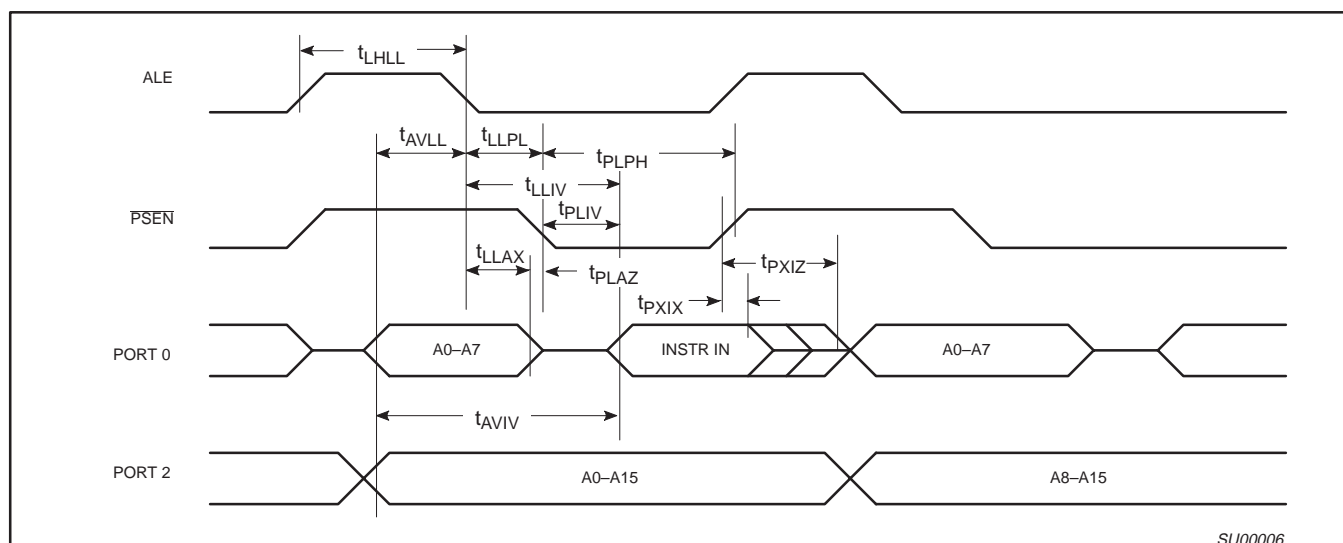 tLHLL
ALE
tAVLL
tLLPL
tPLPH
tLLIV
PSEN
tPLIV
tLLAX
tPLAZ
tPXIZ
tPXIX
PORT 0
A0–A7
INSTR IN
A0–A7
tAVIV
PORT 2
A0–A15
A8–A15
SU00006